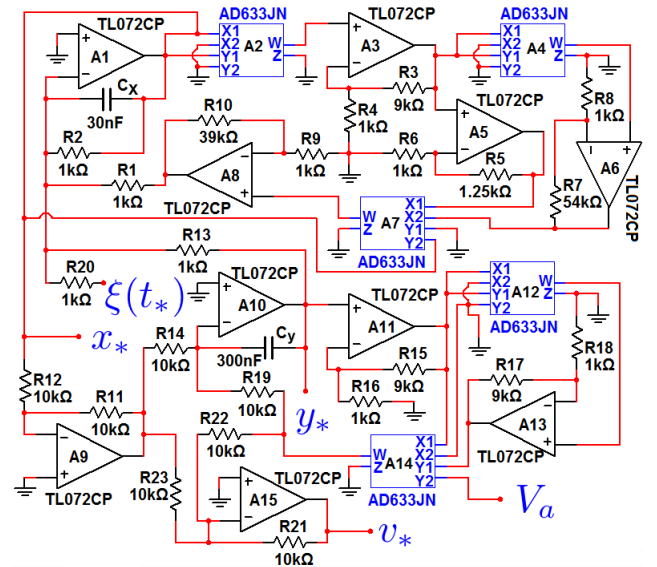 TL072CP
AD633JN
TL072CP
AD633JN
A1
X1
X2
Y1
Y2
A2
W
Z
A3
X1
X2
Y1
Y2
A4
W
Z
Cx
30nF
R3
9kΩ
TL072CP
R8
1kΩ
R10
39kΩ
R4
1kΩ
A5
R2
1kΩ
R9
1kΩ
R6
1kΩ
R1
1kΩ
A8
R5
1.25kΩ
A6
TL072CP
R7
54kΩ
TL072CP
W
Z
A7
X1
X2
Y1
Y2
AD633JN
R13
1kΩ
R20
1kΩ
ξ(t*)
TL072CP
A10
TL072CP
X1
X2
Y1
Y2
A12
W
Z
AD633JN
x*
R14
10kΩ
Cy
300nF
A11
R12
10kΩ
R11
10kΩ
R19
10kΩ
R15
9kΩ
R16
1kΩ
R17
9kΩ
R18
1kΩ
y*
A9
TL072CP
R22
10kΩ
A13
TL072CP
W
Z
A14
X1
X2
Y1
Y2
AD633JN
R23
10kΩ
TL072CP
A15
Va
R21
10kΩ
v*